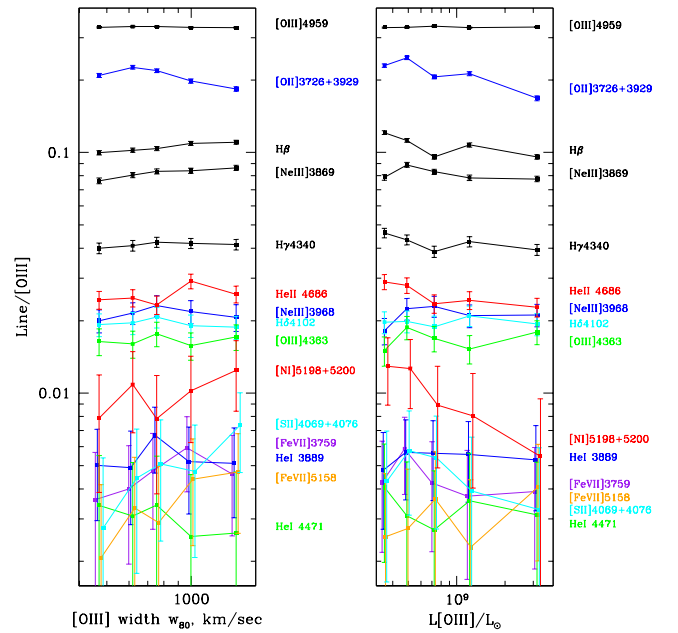 Line/[OIII]
0.1
0.01
[OIII]4959
[OII]3726+3929
Hβ
[NeIII]3869
Hγ4340
HeII 4686
[NeIII]3968
Hδ4102
[OIII]4363
[NI]5198+5200
[SII]4069+4076
[FeVII]3759
HeI 3889
[FeVII]5158
HeI 4471
1000
[OIII] width w₈₀, km/sec
[OIII]4959
[OII]3726+3929
Hβ
[NeIII]3869
Hγ4340
HeII 4686
[NeIII]3968
Hδ4102
[OIII]4363
[NI]5198+5200
HeI 3889
[FeVII]3759
[FeVII]5158
[SII]4069+4076
HeI 4471
10⁹
L[OIII]/L☉